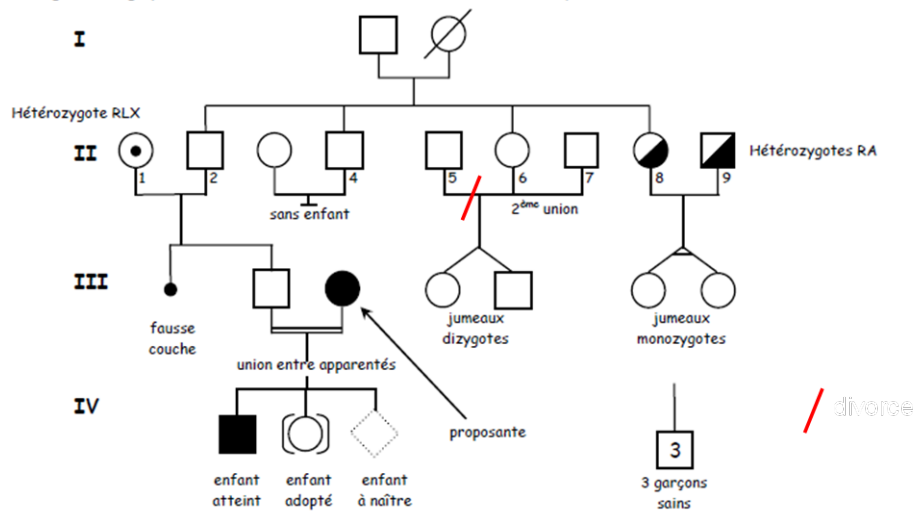 I
Hétérozygote RLX
II
1
2
4
5
6
7
8
9
Hétérozygotes RA
sans enfant
2ème union
III
fausse
couche
jumeaux
dizygotes
jumeaux
monozygotes
union entre apparentés
IV
proposante
divorce
3
enfant
atteint
enfant
adopté
enfant
à naître
3 garçons
sains